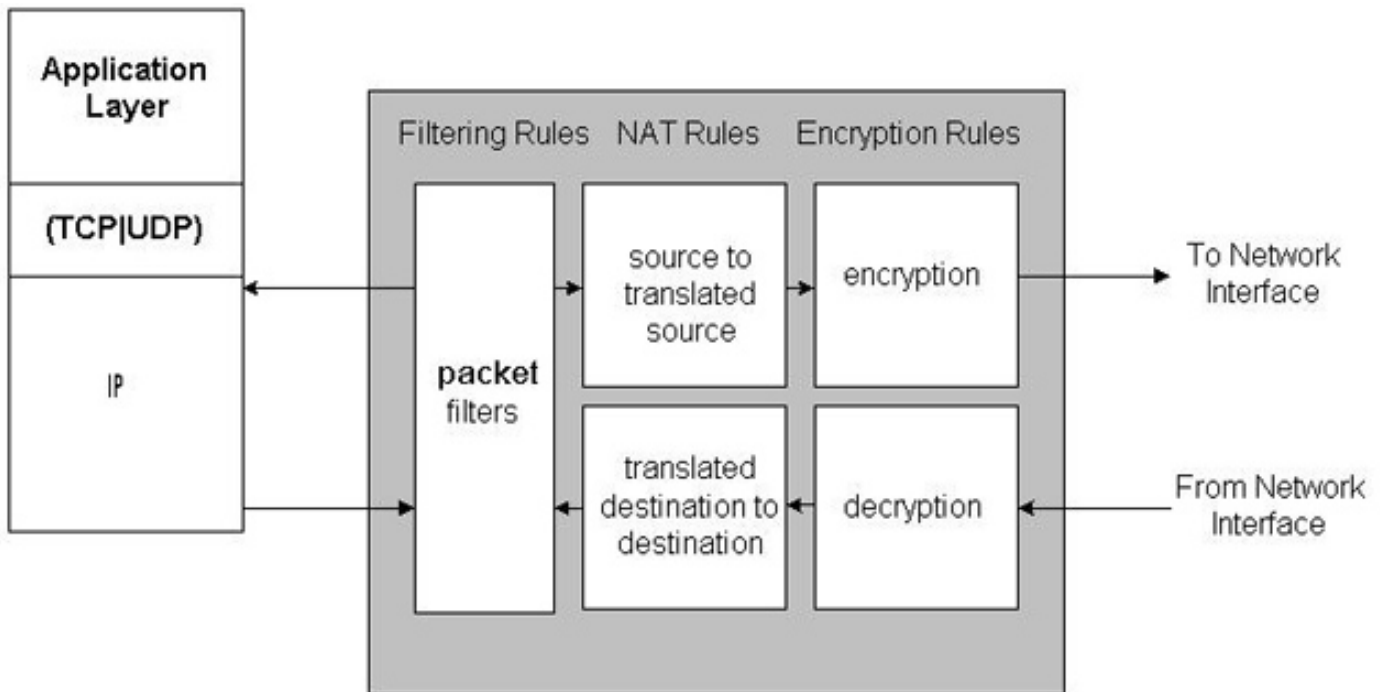 Application
Layer
(TCP|UDP)
IP
Filtering Rules
NAT Rules
Encryption Rules
packet
filters
source to
translated
source
encryption
translated
destination to
destination
decryption
To Network
Interface
From Network
Interface